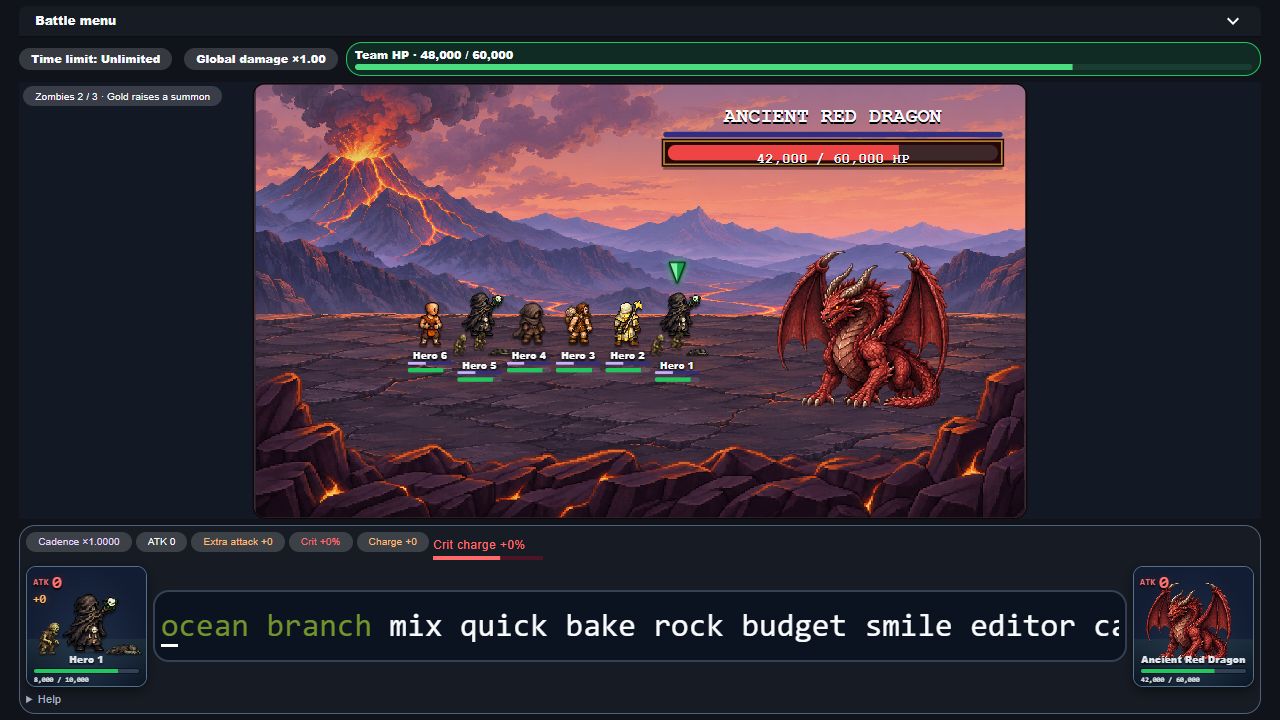 Battle menu
Time limit: Unlimited
Global damage ×1.00
Team HP · 48,000 / 60,000
Zombies 2 / 3 · Gold raises a summon
ANCIENT RED DRAGON
42,000 / 60,000 HP
Hero 6
Hero 5
Hero 4
Hero 3
Hero 2
Hero 1
Cadence ×1.0000
ATK 0
Extra attack +0
Crit +0%
Charge +0
Crit charge +0%
ATK 0
+0
Hero 1
8,000 / 10,000
ocean branch mix quick bake rock budget smile editor ca
ATK 0
Ancient Red Dragon
42,000 / 60,000
Help